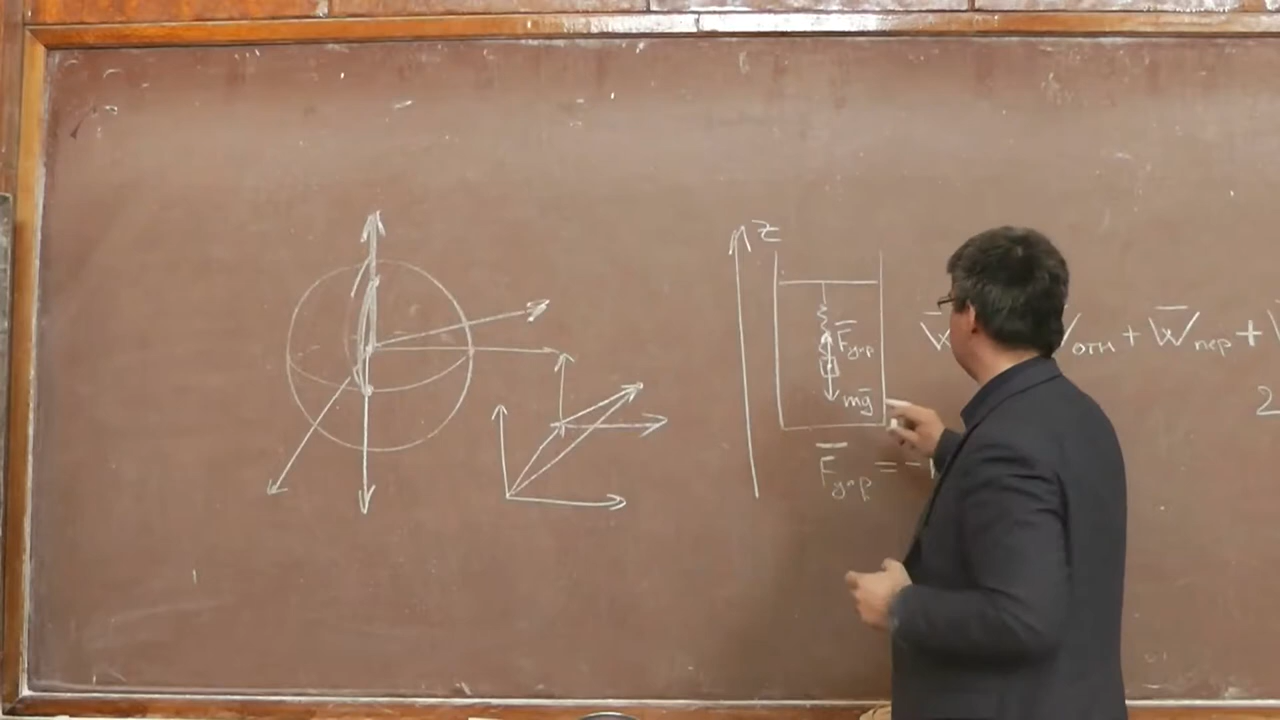 z
F̄упр
mḡ
W̄отн + W̄пер +
2
F̄упр = -